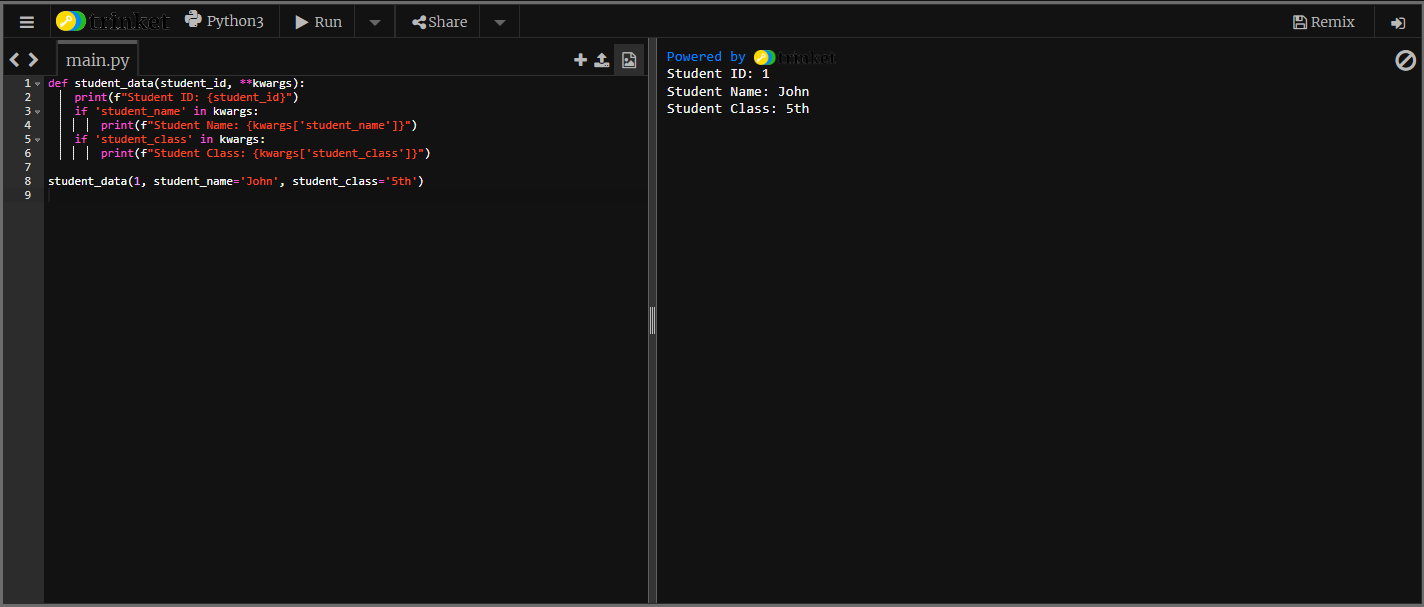 trinket Python3 Run Share Remix
main.py
1 def student_data(student_id, **kwargs):
2 print(f"Student ID: {student_id}")
3 if 'student_name' in kwargs:
4 print(f"Student Name: {kwargs['student_name']}")
5 if 'student_class' in kwargs:
6 print(f"Student Class: {kwargs['student_class']}")
7
8 student_data(1, student_name='John', student_class='5th')
9
Powered by trinket
Student ID: 1
Student Name: John
Student Class: 5th